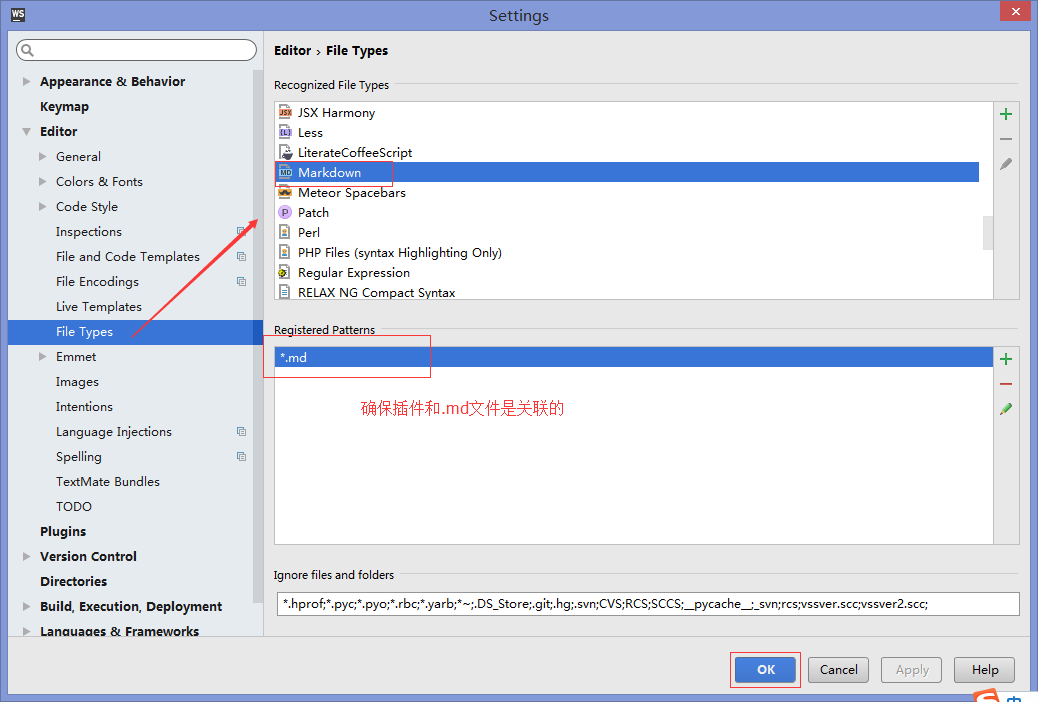 WS
Settings
Appearance & Behavior
Keymap
Editor
General
Colors & Fonts
Code Style
Inspections
File and Code Templates
File Encodings
Live Templates
File Types
Emmet
Images
Intentions
Language Injections
Spelling
TextMate Bundles
TODO
Plugins
Version Control
Directories
Build, Execution, Deployment
Languages & Frameworks
Editor › File Types
Recognized File Types
JSX JSX Harmony
{L} Less
LiterateCoffeeScript
MD Markdown
Meteor Spacebars
P Patch
Perl
PHP Files (syntax Highlighting Only)
Regular Expression
RELAX NG Compact Syntax
Registered Patterns
*.md
确保插件和.md文件是关联的
Ignore files and folders
*.hprof;*.pyc;*.pyo;*.rbc;*.yarb;*~;.DS_Store;.git;.hg;.svn;CVS;RCS;SCCS;__pycache__;_svn;rcs;vssver.scc;vssver2.scc;
OK
Cancel
Apply
Help